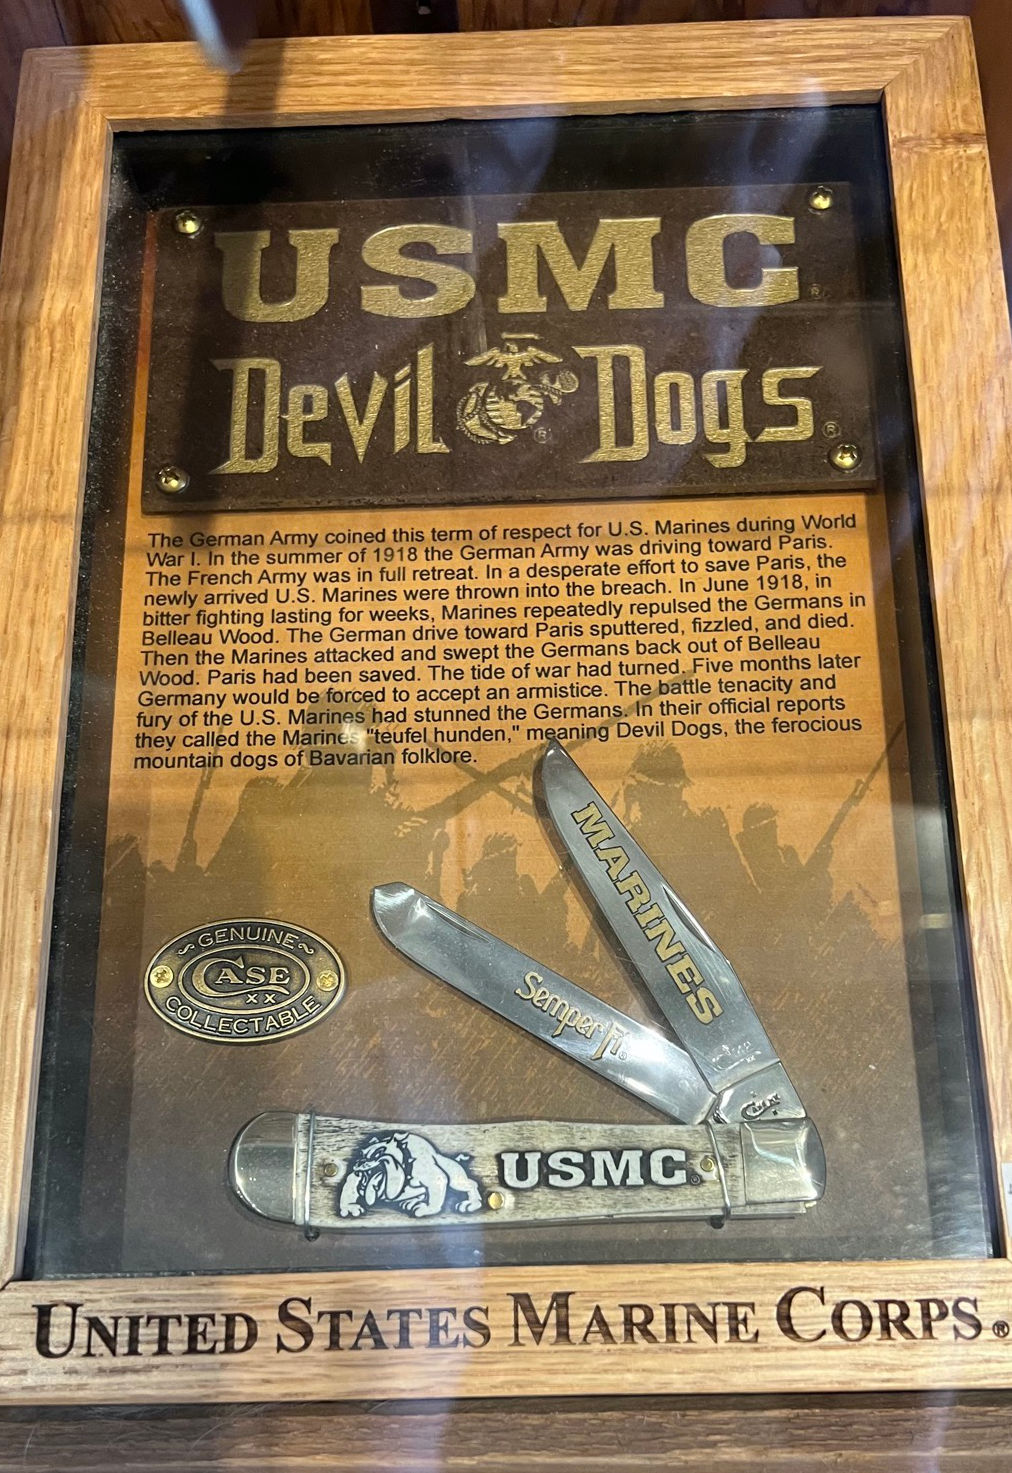 USMC®
Devil Dogs®
®
The German Army coined this term of respect for U.S. Marines during World
War I. In the summer of 1918 the German Army was driving toward Paris.
The French Army was in full retreat. In a desperate effort to save Paris, the
newly arrived U.S. Marines were thrown into the breach. In June 1918, in
bitter fighting lasting for weeks, Marines repeatedly repulsed the Germans in
Belleau Wood. The German drive toward Paris sputtered, fizzled, and died.
Then the Marines attacked and swept the Germans back out of Belleau
Wood. Paris had been saved. The tide of war had turned. Five months later
Germany would be forced to accept an armistice. The battle tenacity and
fury of the U.S. Marines had stunned the Germans. In their official reports
they called the Marines "teufel hunden," meaning Devil Dogs, the ferocious
mountain dogs of Bavarian folklore.
MARINES
Semper Fi®
GENUINE
CASE
XX
COLLECTABLE
CASE XX
USMC®
UNITED STATES MARINE CORPS®